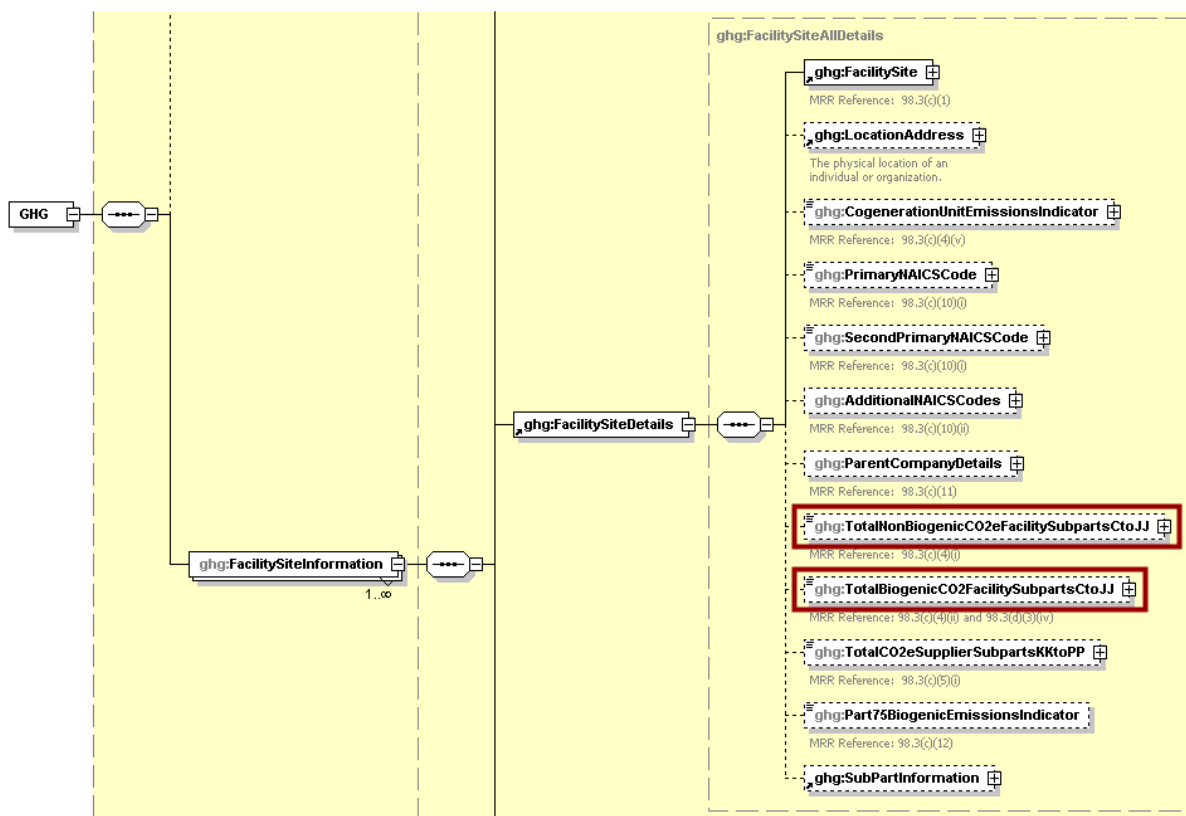 ghg:FacilitySiteAllDetails
ghg:FacilitySite
MRR Reference: 98.3(c)(1)
ghg:LocationAddress
The physical location of an
individual or organization.
GHG
ghg:CogenerationUnitEmissionsIndicator
MRR Reference: 98.3(c)(4)(v)
ghg:PrimaryNAICSCode
MRR Reference: 98.3(c)(10)(i)
ghg:SecondPrimaryNAICSCode
MRR Reference: 98.3(c)(10)(i)
ghg:AdditionalNAICSCodes
MRR Reference: 98.3(c)(10)(ii)
ghg:FacilitySiteDetails
ghg:ParentCompanyDetails
MRR Reference: 98.3(c)(11)
ghg:TotalNonBiogenicCO2eFacilitySubpartsCtoJJ
MRR Reference: 98.3(c)(4)(i)
ghg:FacilitySiteInformation
1..∞
ghg:TotalBiogenicCO2FacilitySubpartsCtoJJ
MRR Reference: 98.3(c)(4)(ii) and 98.3(d)(3)(iv)
ghg:TotalCO2eSupplierSubpartsKKtoPP
MRR Reference: 98.3(c)(5)(i)
ghg:Part75BiogenicEmissionsIndicator
MRR Reference: 98.3(c)(12)
ghg:SubPartInformation